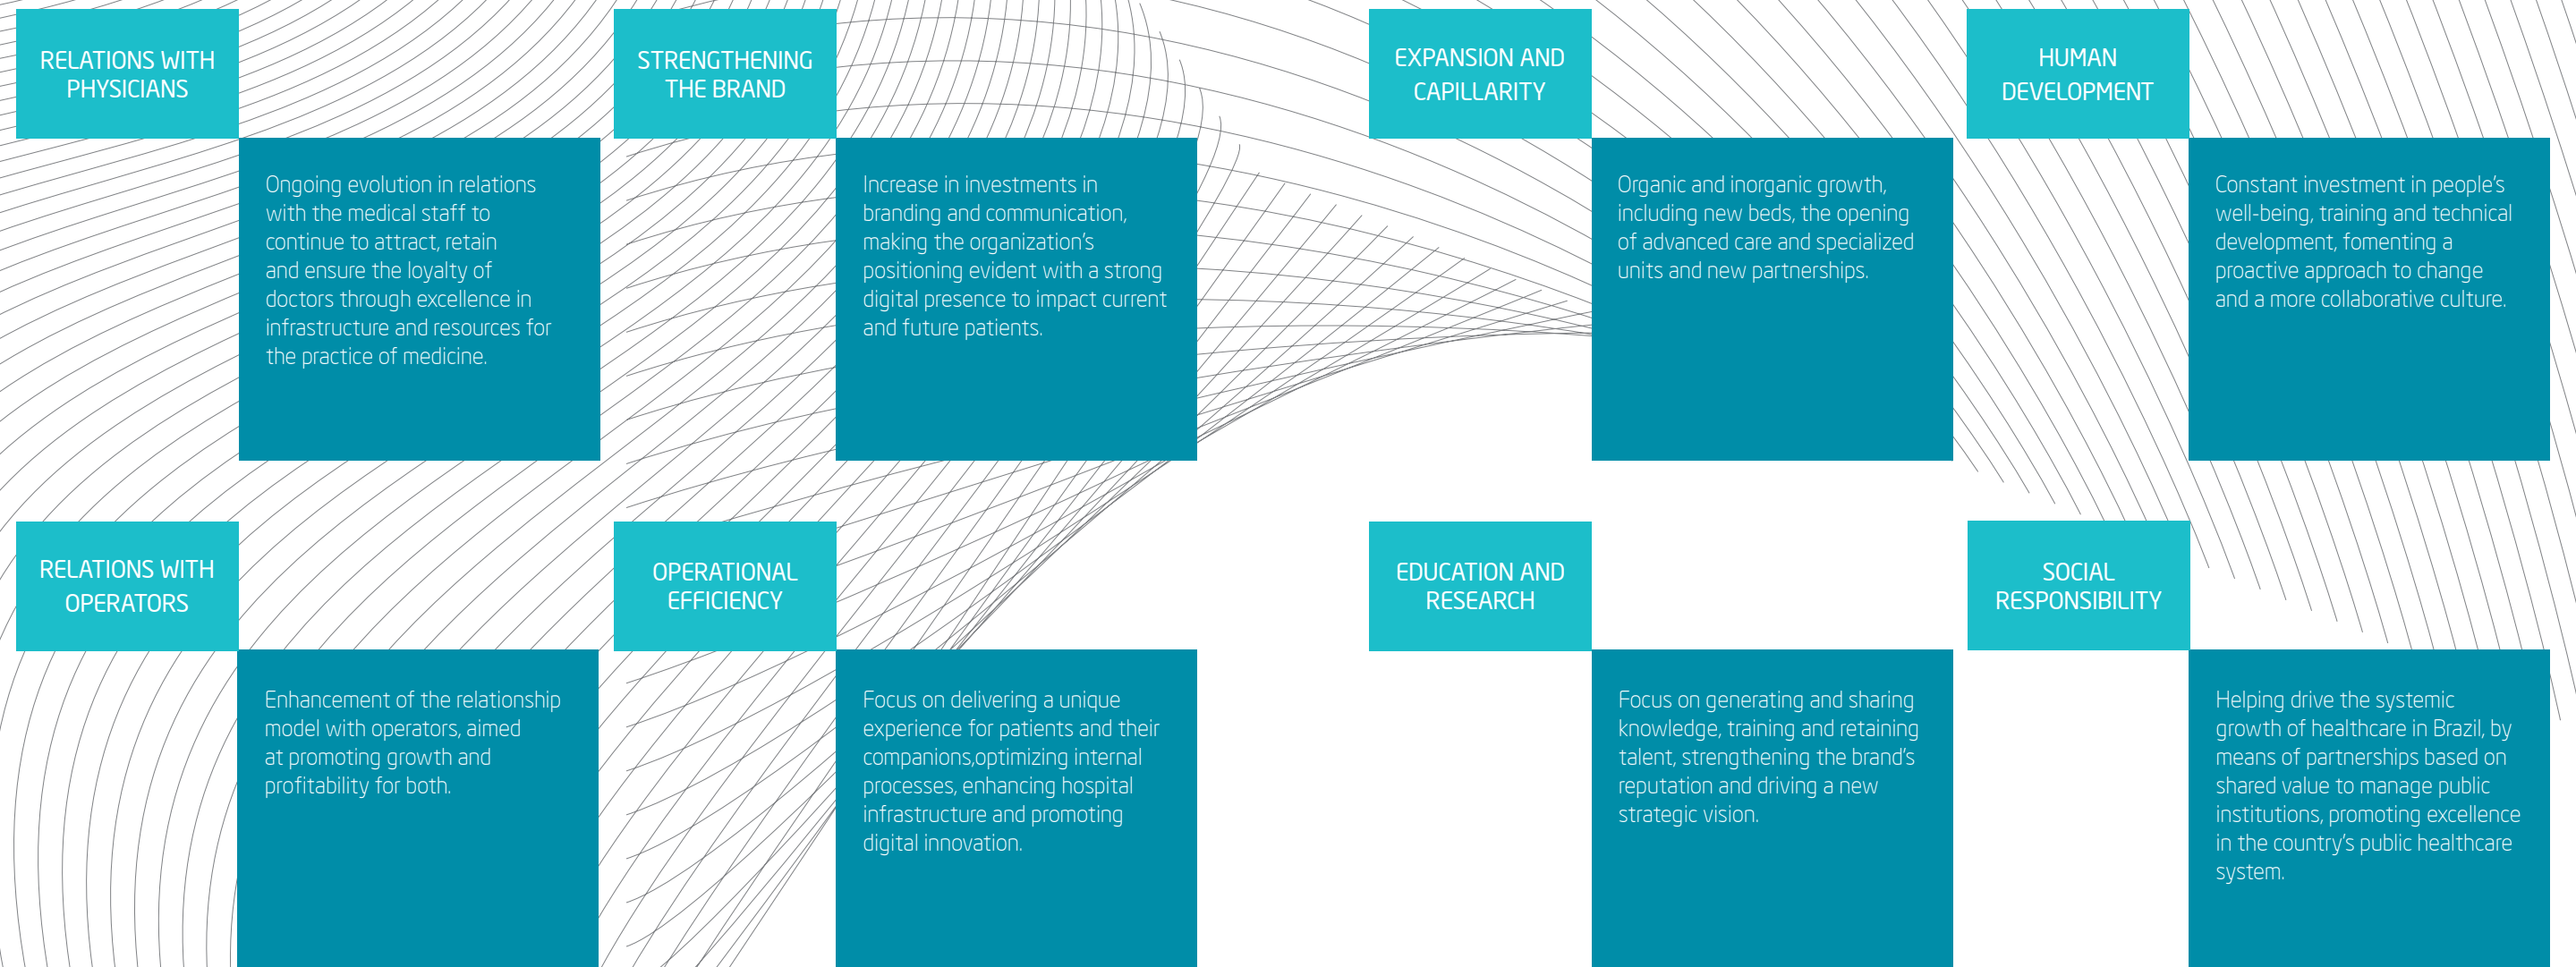 RELATIONS WITH
PHYSICIANS
Ongoing evolution in relations
with the medical staff to
continue to attract, retain
and ensure the loyalty of
doctors through excellence in
infrastructure and resources for
the practice of medicine.
STRENGTHENING
THE BRAND
Increase in investments in
branding and communication,
making the organization's
positioning evident with a strong
digital presence to impact current
and future patients.
EXPANSION AND
CAPILLARITY
Organic and inorganic growth,
including new beds, the opening
of advanced care and specialized
units and new partnerships.
HUMAN
DEVELOPMENT
Constant investment in people's
well-being, training and technical
development, fomenting a
proactive approach to change
and a more collaborative culture.
RELATIONS WITH
OPERATORS
Enhancement of the relationship
model with operators, aimed
at promoting growth and
profitability for both.
OPERATIONAL
EFFICIENCY
Focus on delivering a unique
experience for patients and their
companions,optimizing internal
processes, enhancing hospital
infrastructure and promoting
digital innovation.
EDUCATION AND
RESEARCH
Focus on generating and sharing
knowledge, training and retaining
talent, strengthening the brand's
reputation and driving a new
strategic vision.
SOCIAL
RESPONSIBILITY
Helping drive the systemic
growth of healthcare in Brazil, by
means of partnerships based on
shared value to manage public
institutions, promoting excellence
in the country's public healthcare
system.